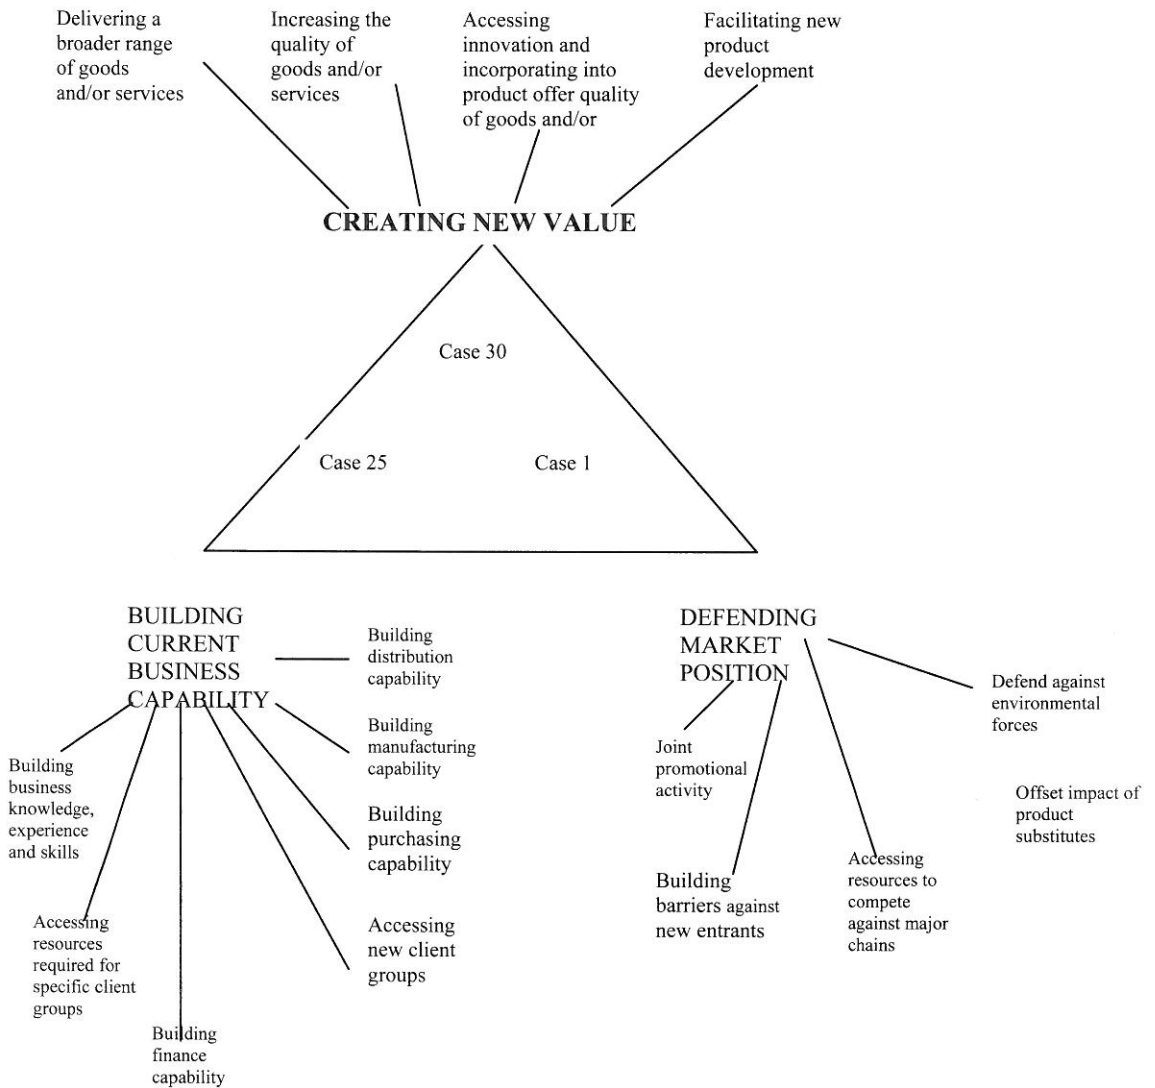 Delivering a
broader range
of goods
and/or services
Increasing the
quality of
goods and/or
services
Accessing
innovation and
incorporating into
product offer quality
of goods and/or
Facilitating new
product
development
CREATING NEW VALUE
Case 30
Case 25
Case 1
BUILDING
CURRENT
BUSINESS
CAPABILITY
Building
distribution
capability
Building
manufacturing
capability
Building
purchasing
capability
Accessing
new client
groups
Building
business
knowledge,
experience
and skills
Accessing
resources
required for
specific client
groups
Building
finance
capability
DEFENDING
MARKET
POSITION
Joint
promotional
activity
Building
barriers against
new entrants
Accessing
resources to
compete
against major
chains
Defend against
environmental
forces
Offset impact of
product
substitutes